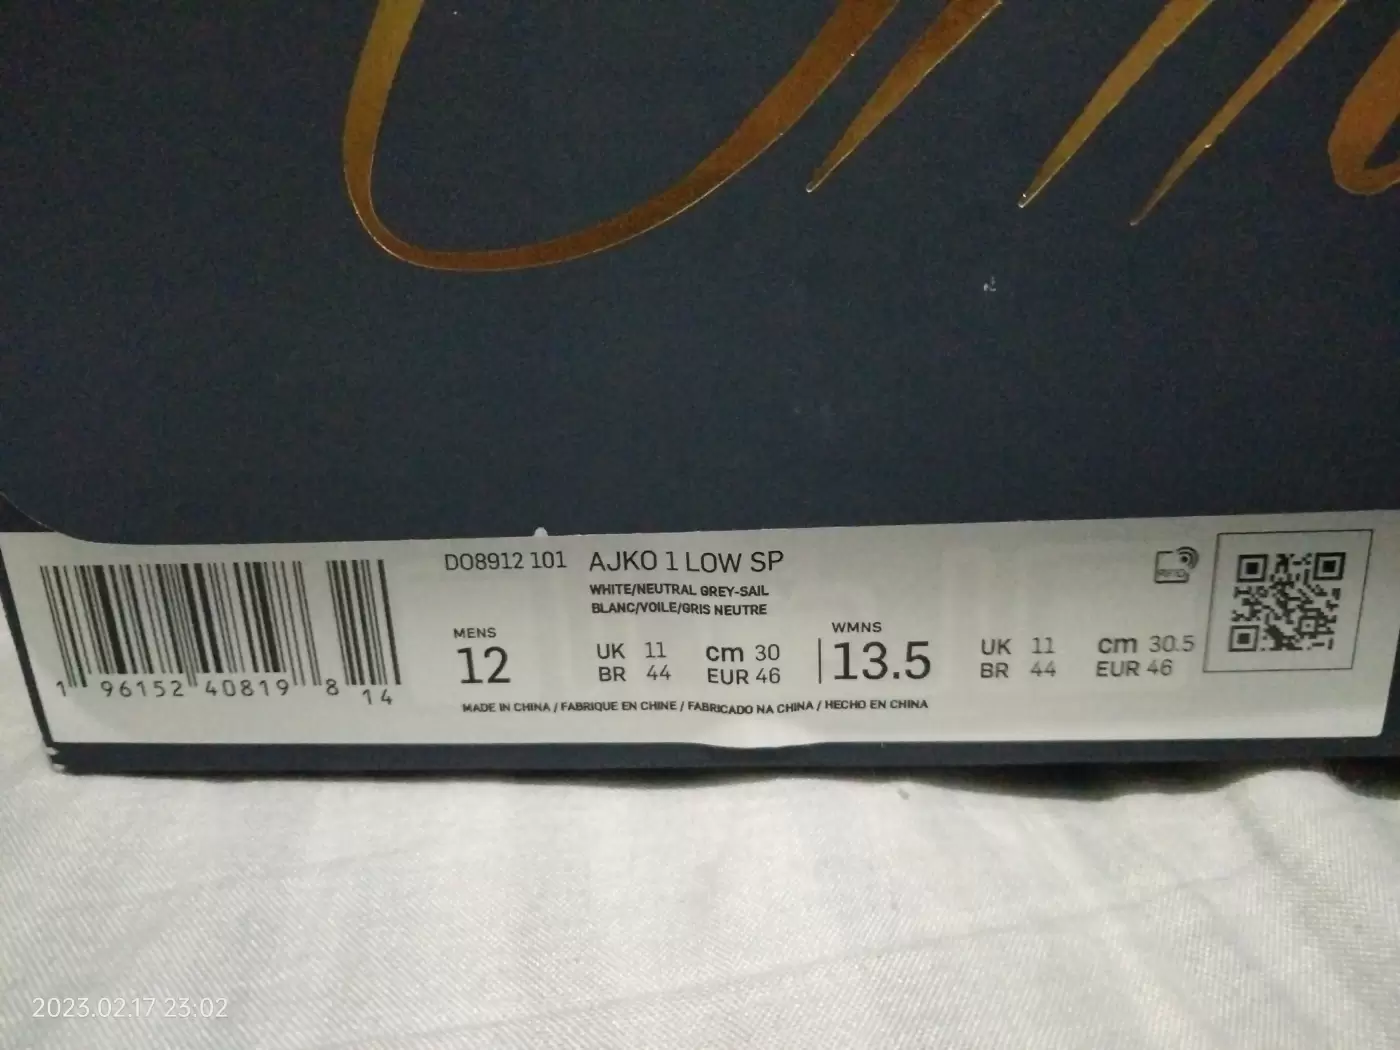 DO8912 101 AJKO 1 LOW SP
WHITE/NEUTRAL GREY-SAIL
BLANC/VOILE/GRIS NEUTRE
RFID
MENS
12
UK 11 cm 30
BR 44 EUR 46
WMNS
13.5
UK 11 cm 30.5
BR 44 EUR 46
1 96152 40819 8 14
MADE IN CHINA / FABRIQUE EN CHINE / FABRICADO NA CHINA / HECHO EN CHINA
2023.02.17 23:02